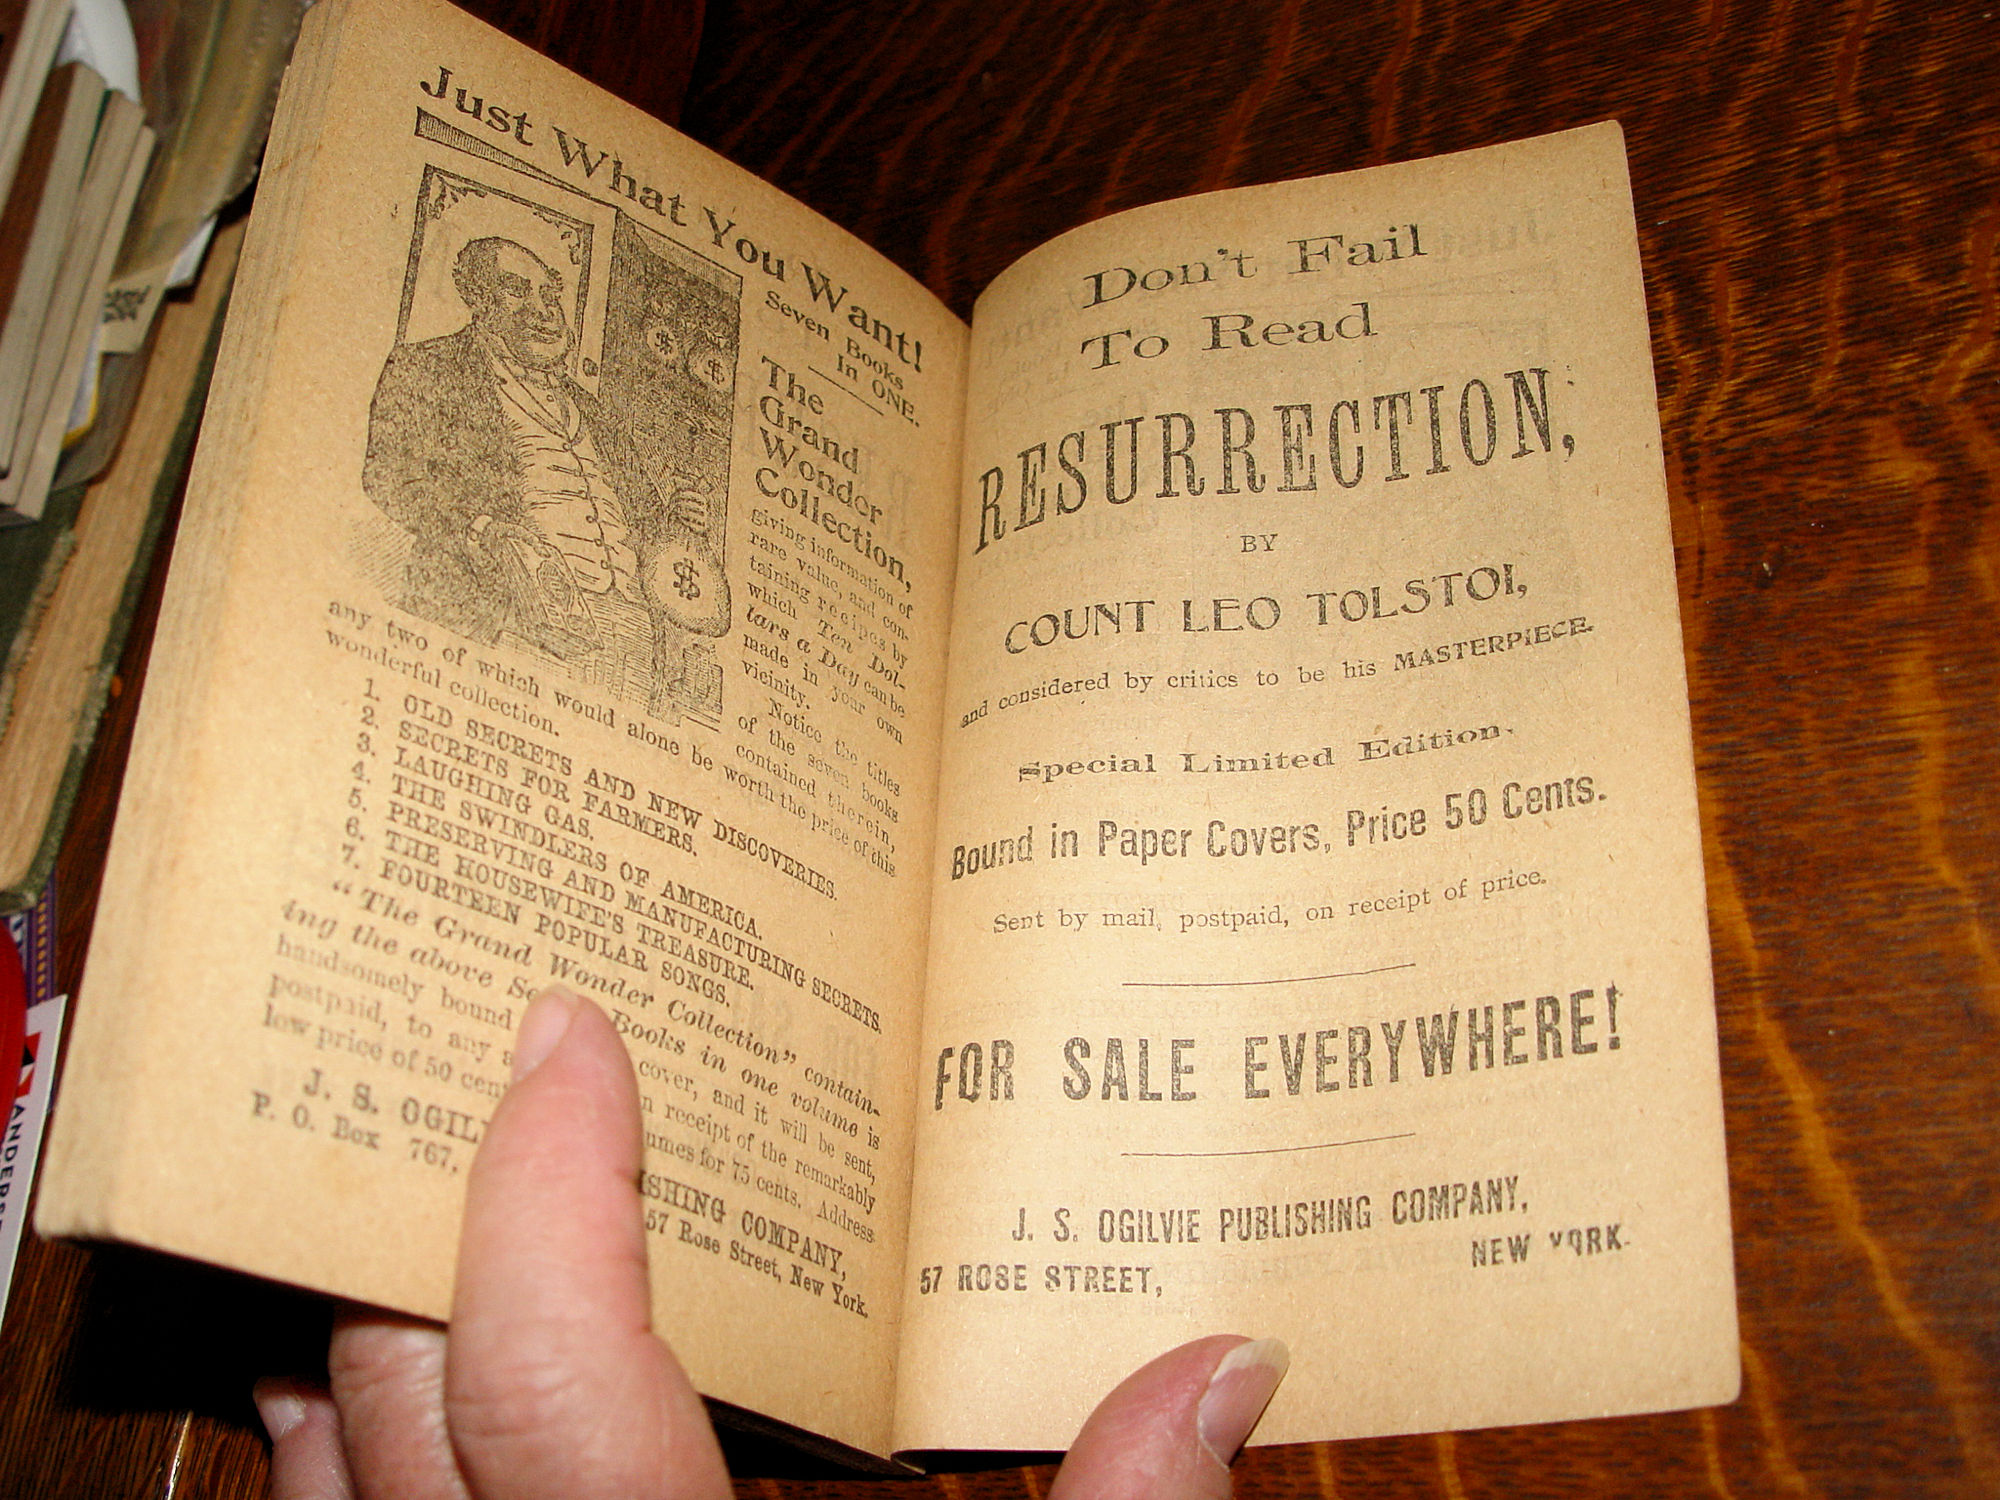 Just What You Want!
Seven Books
In ONE.
The
Grand
Wonder
Collection,
giving information of
rare value, and con-
taining recipes by
which Ten Dol-
lars a Day can be
made in your own
vicinity.
Notice the titles
of the seven books
contained therein,
any two of which would alone be worth the price of this
wonderful collection.
1. OLD SECRETS AND NEW DISCOVERIES.
2. SECRETS FOR FARMERS.
3. LAUGHING GAS.
4. THE SWINDLERS OF AMERICA.
5. PRESERVING AND MANUFACTURING SECRETS.
6. THE HOUSEWIFE'S TREASURE.
7. FOURTEEN POPULAR SONGS.
"The Grand Wonder Collection" contain-
ing the above Books in one volume is
handsomely bound cover, and it will be sent,
postpaid, to any receipt of the remarkably
low price of 50 for 75 cents. Address
J. S. COMPANY,
P. O. Box 767, 57 Rose Street, New York.
$
$
$
Don't Fail
To Read
RESURRECTION,
BY
COUNT LEO TOLSTOI,
and considered by critics to be his MASTERPIECE.
Special Limited Edition.
Bound in Paper Covers, Price 50 Cents.
Sent by mail, postpaid, on receipt of price.
FOR SALE EVERYWHERE!
J. S. OGILVIE PUBLISHING COMPANY,
57 ROSE STREET, NEW YORK.